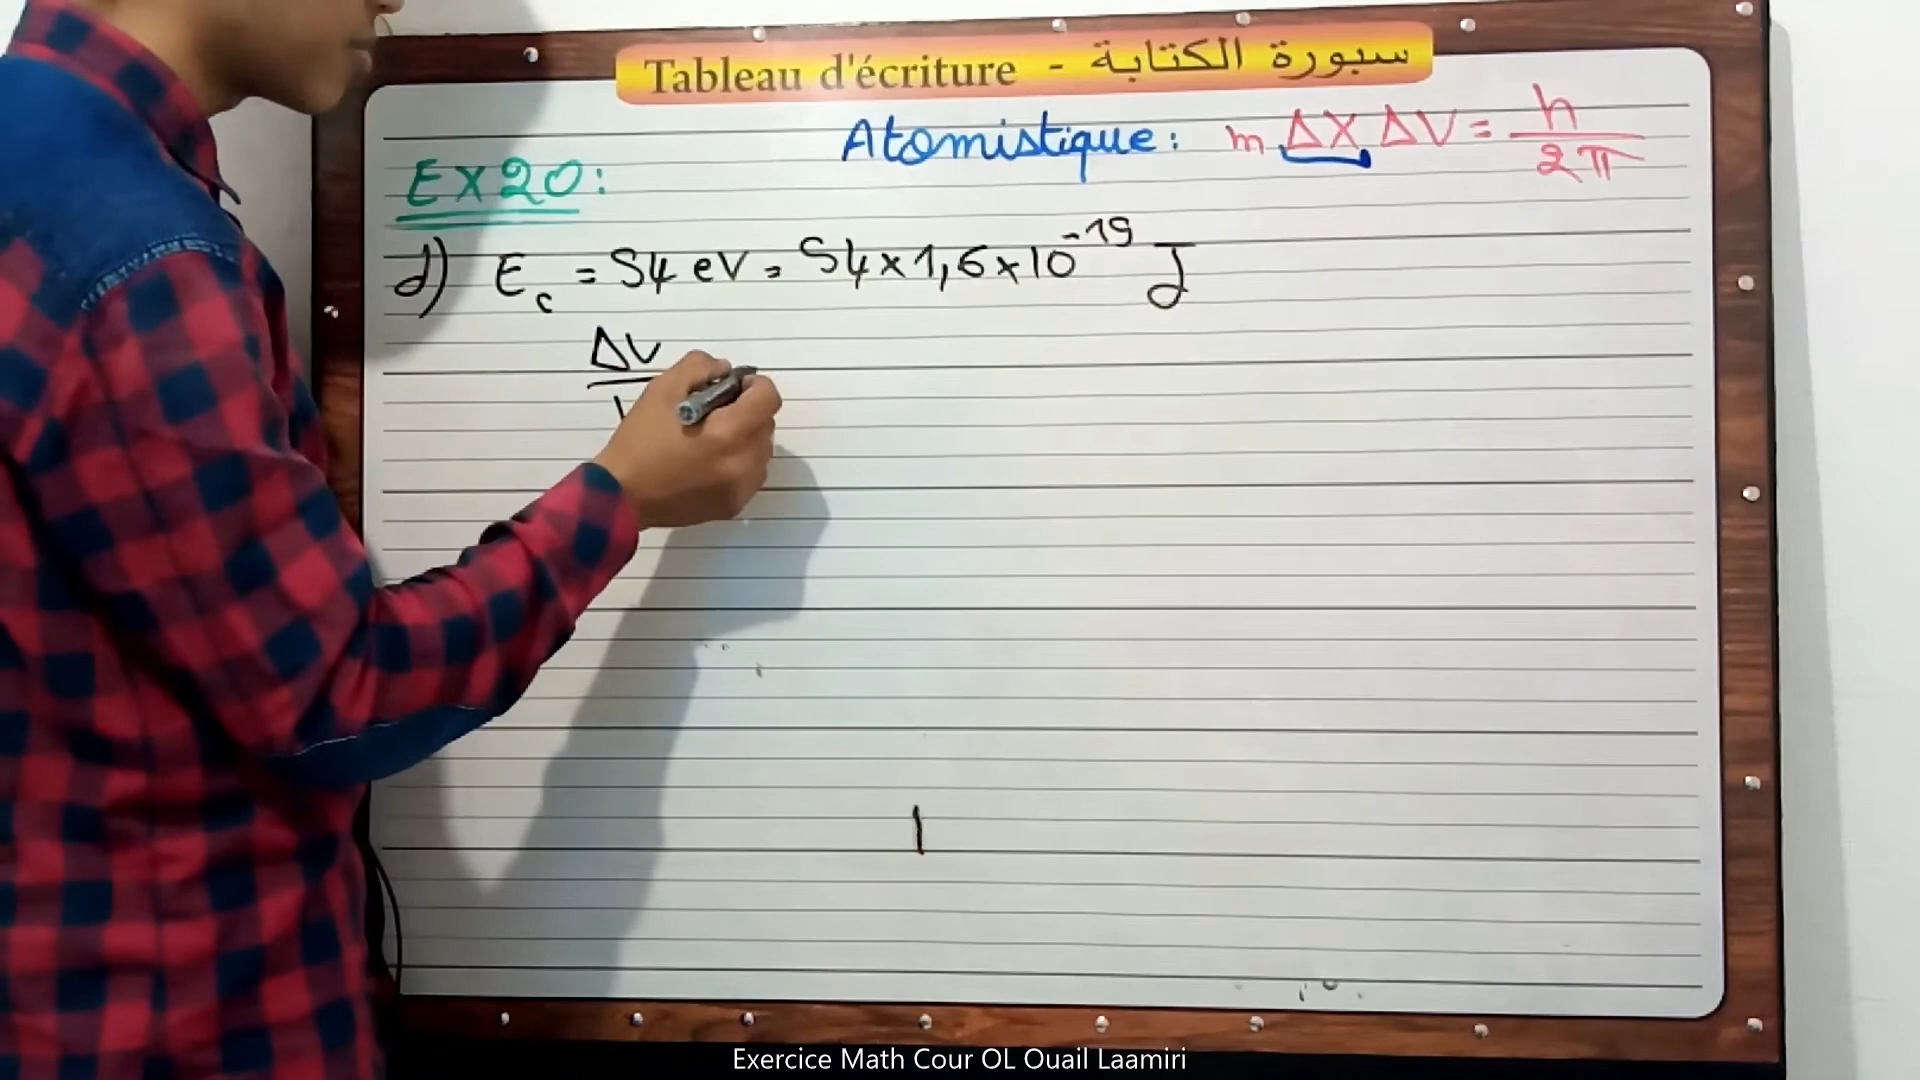 Tableau d'écriture - سبورة الكتابة
Atomistique: m ΔX ΔV = h / 2π
EX20:
d) Ec = 54 eV = 54 x 1,6 x 10^-19 J
ΔV
Exercice Math Cour OL Ouail Laamiri